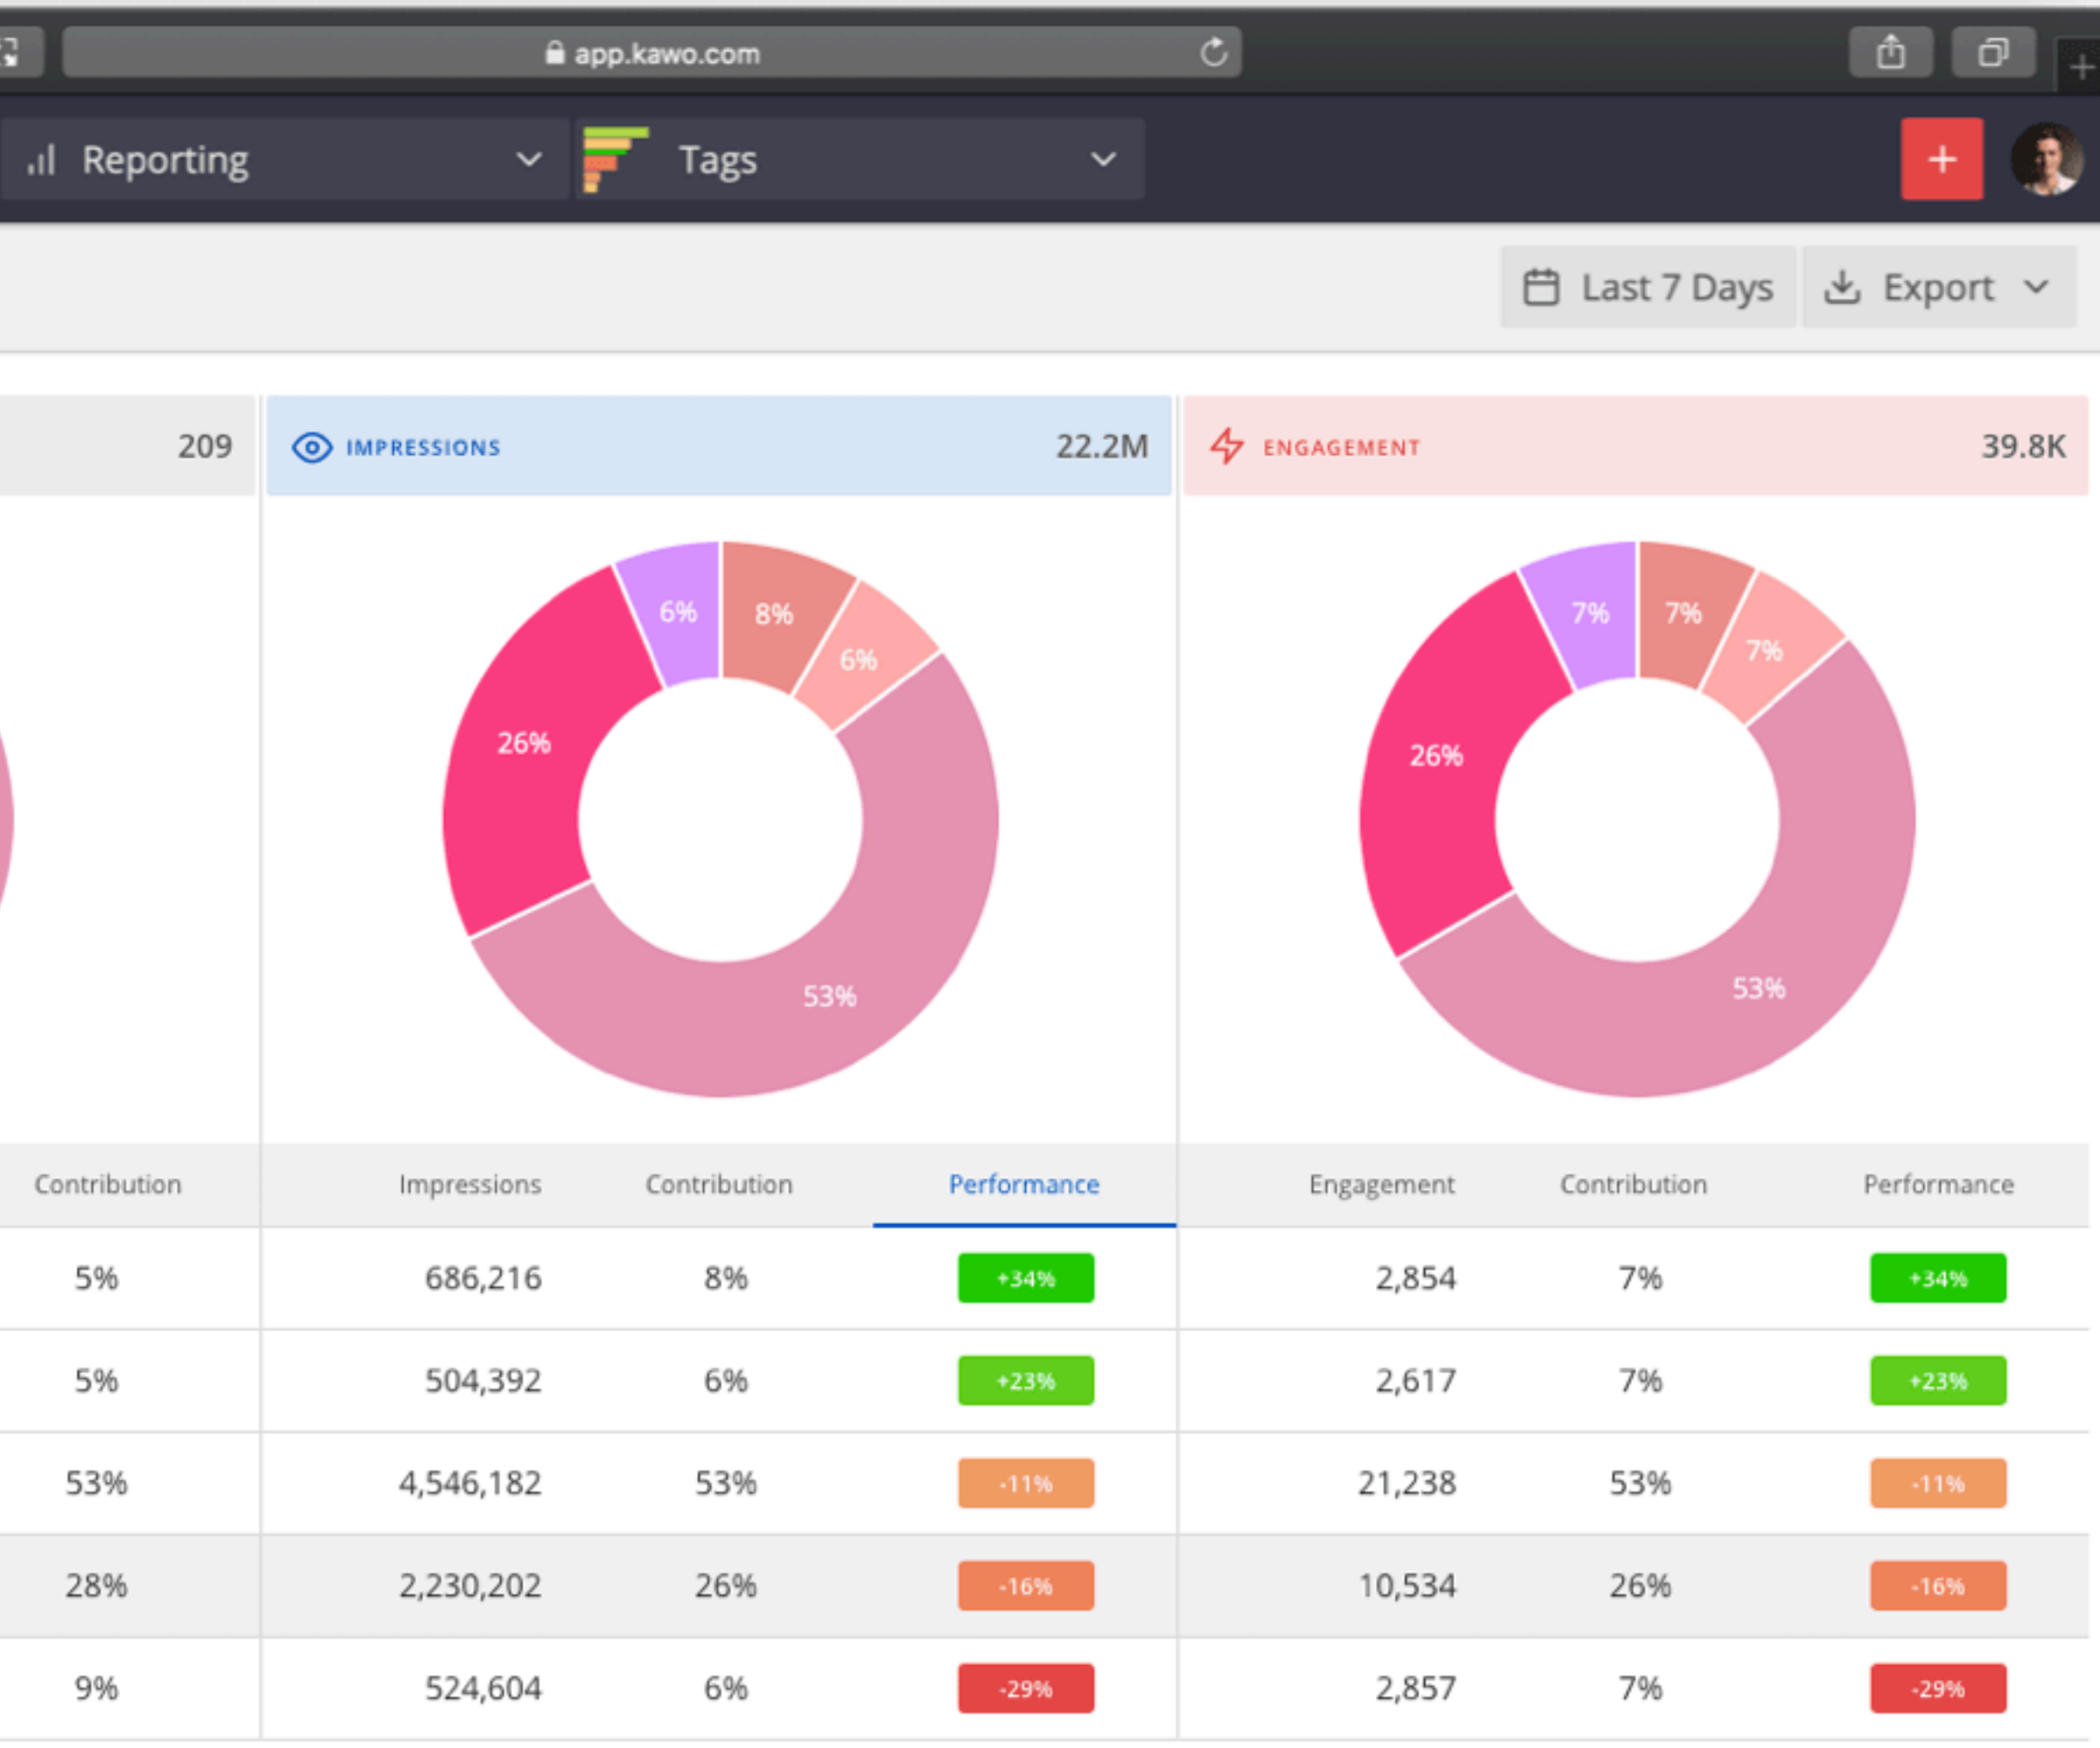 app.kawo.com
Reporting Tags +
Last 7 Days Export
209 IMPRESSIONS 22.2M ENGAGEMENT 39.8K
6% 8% 6% 26% 53%
7% 7% 7% 26% 53%
Contribution Impressions Contribution Performance Engagement Contribution Performance
5% 686,216 8% +34% 2,854 7% +34%
5% 504,392 6% +23% 2,617 7% +23%
53% 4,546,182 53% -11% 21,238 53% -11%
28% 2,230,202 26% -16% 10,534 26% -16%
9% 524,604 6% -29% 2,857 7% -29%